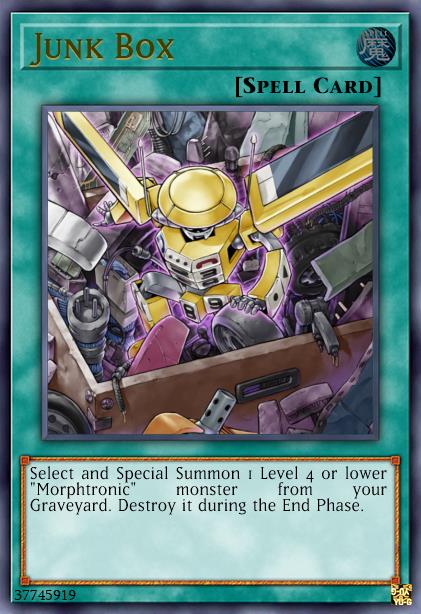 JUNK BOX
SPELL
魔
[SPELL CARD]
Select and Special Summon 1 Level 4 or lower
"Morphtronic" monster from your
Graveyard. Destroy it during the End Phase.
37745919